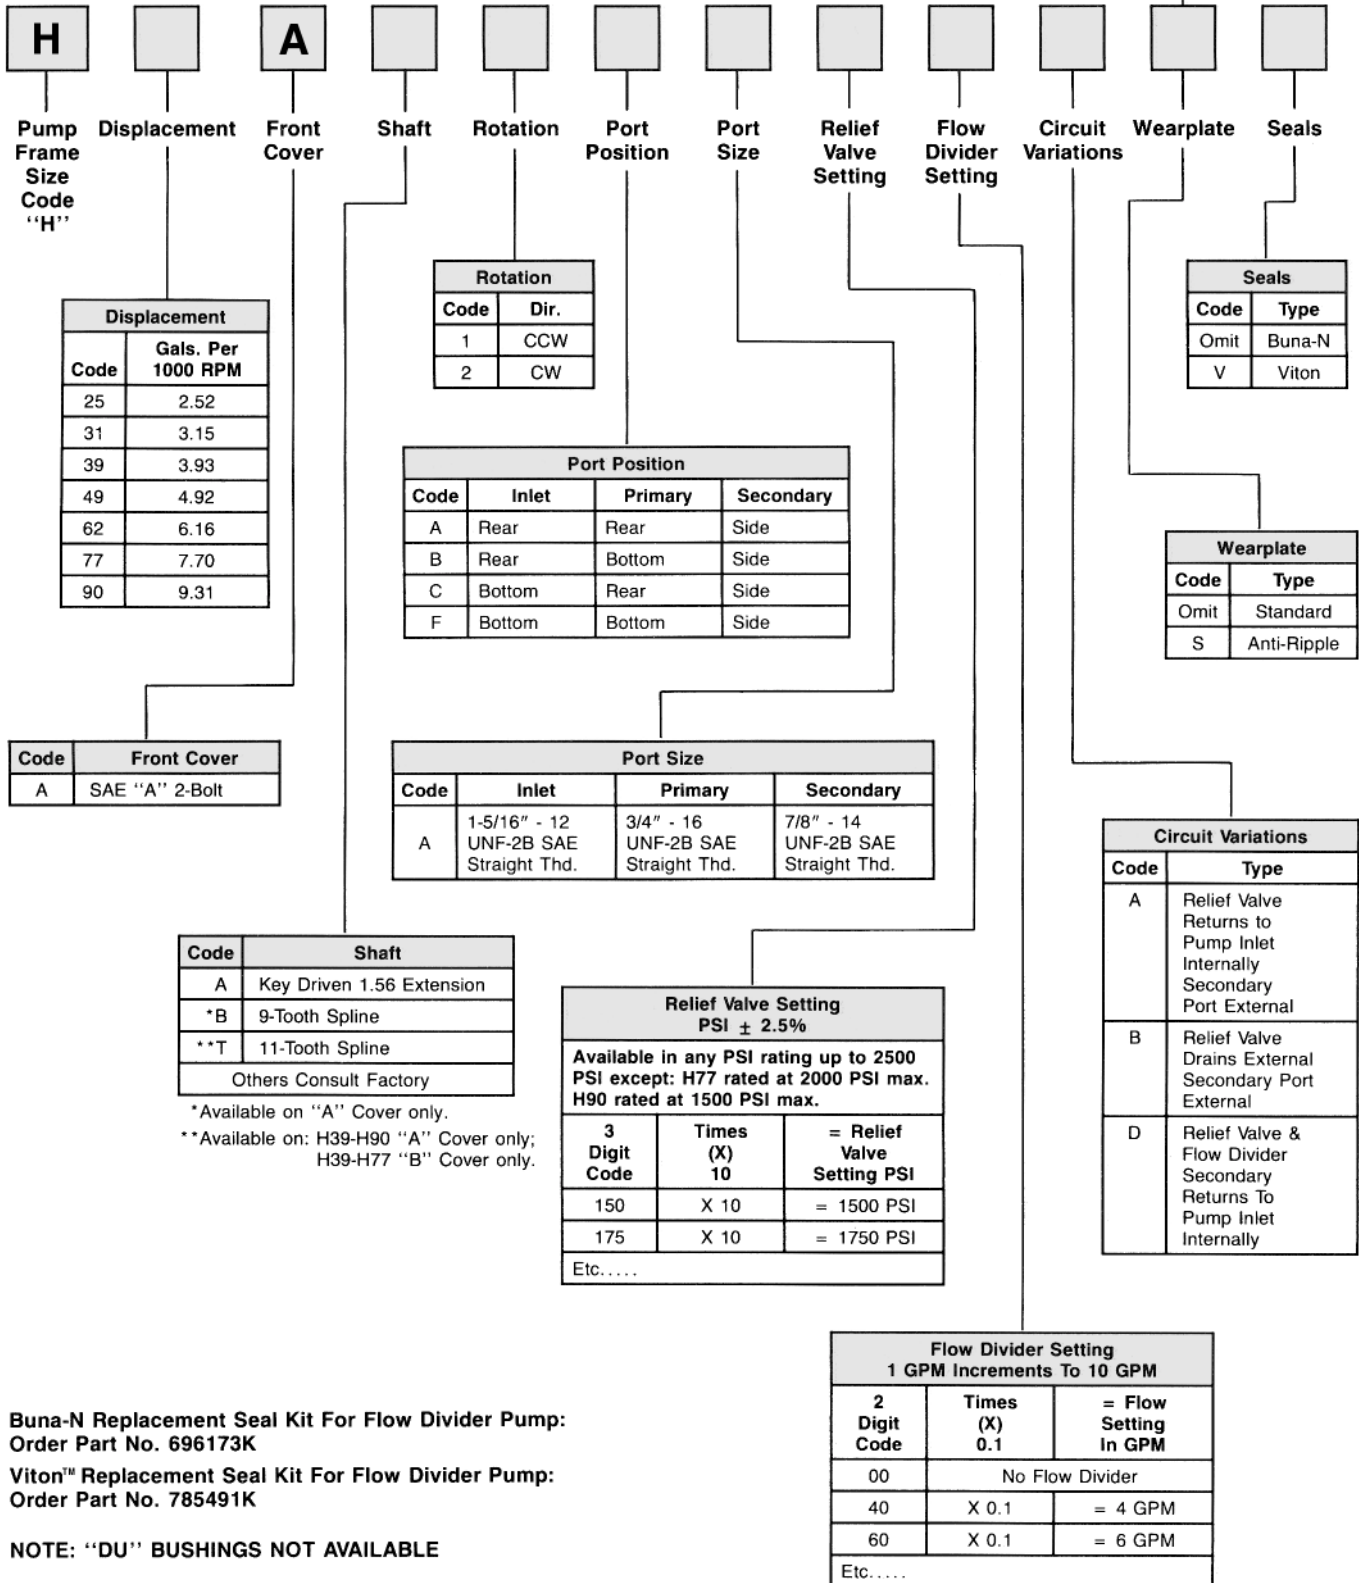 H A
Pump Frame Size Code ‘‘H’’
Displacement
Front Cover
Shaft
Rotation
Port Position
Port Size
Relief Valve Setting
Flow Divider Setting
Circuit Variations
Wearplate
Seals
Displacement
Code Gals. Per 1000 RPM
25 2.52
31 3.15
39 3.93
49 4.92
62 6.16
77 7.70
90 9.31
Rotation
Code Dir.
1 CCW
2 CW
Seals
Code Type
Omit Buna-N
V Viton
Port Position
Code Inlet Primary Secondary
A Rear Rear Side
B Rear Bottom Side
C Bottom Rear Side
F Bottom Bottom Side
Wearplate
Code Type
Omit Standard
S Anti-Ripple
Code Front Cover
A SAE ‘‘A’’ 2-Bolt
Port Size
Code Inlet Primary Secondary
A
1-5/16″ - 12 3/4″ - 16 7/8″ - 14
UNF-2B SAE UNF-2B SAE UNF-2B SAE
Straight Thd. Straight Thd. Straight Thd.
Circuit Variations
Code Type
A Relief Valve
Returns to
Pump Inlet
Internally
Secondary
Port External
B Relief Valve
Drains External
Secondary Port
External
D Relief Valve &
Flow Divider
Secondary
Returns To
Pump Inlet
Internally
Code Shaft
A Key Driven 1.56 Extension
*B 9-Tooth Spline
**T 11-Tooth Spline
Others Consult Factory
*Available on ‘‘A’’ Cover only.
**Available on: H39-H90 ‘‘A’’ Cover only;
H39-H77 ‘‘B’’ Cover only.
Relief Valve Setting
PSI ± 2.5%
Available in any PSI rating up to 2500
PSI except: H77 rated at 2000 PSI max.
H90 rated at 1500 PSI max.
3 Digit Code Times (X) 10 = Relief Valve Setting PSI
150 X 10 = 1500 PSI
175 X 10 = 1750 PSI
Etc.....
Flow Divider Setting
1 GPM Increments To 10 GPM
2 Digit Code Times (X) 0.1 = Flow Setting In GPM
00 No Flow Divider
40 X 0.1 = 4 GPM
60 X 0.1 = 6 GPM
Etc.....
Buna-N Replacement Seal Kit For Flow Divider Pump:
Order Part No. 696173K
Viton™ Replacement Seal Kit For Flow Divider Pump:
Order Part No. 785491K
NOTE: ‘‘DU’’ BUSHINGS NOT AVAILABLE